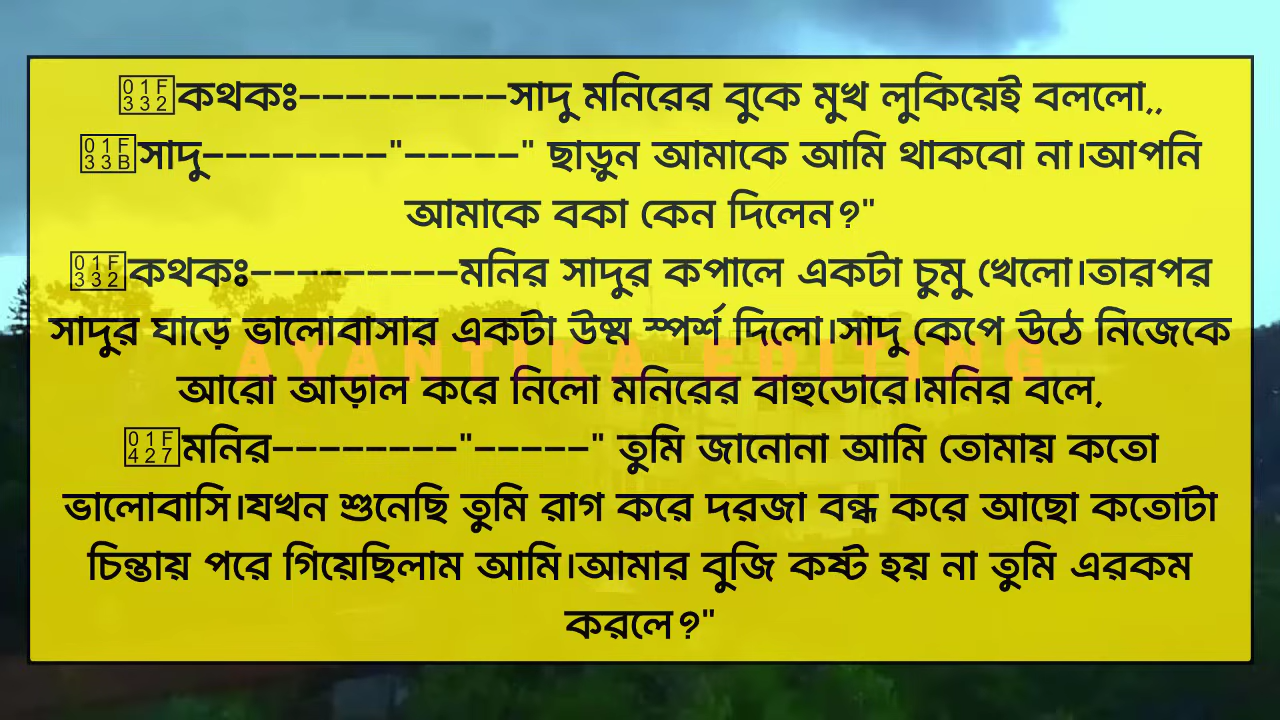 🌲কথকঃ---------সাদু মনিরের বুকে মুখ লুকিয়েই বললো,,
🌻সাদু--------"-----" ছাড়ুন আমাকে আমি থাকবো না।আপনি
আমাকে বকা কেন দিলেন?"
🌲কথকঃ---------মনির সাদুর কপালে একটা চুমু খেলো।তারপর
সাদুর ঘাড়ে ভালোবাসার একটা উষ্ম স্পর্শ দিলো।সাদু কেপে উঠে নিজেকে
AYANTIKA EDITING
আরো আড়াল করে নিলো মনিরের বাহুডোরে।মনির বলে,
🐧মনির--------"-----" তুমি জানোনা আমি তোমায় কতো
ভালোবাসি।যখন শুনেছি তুমি রাগ করে দরজা বন্ধ করে আছো কতোটা
চিন্তায় পরে গিয়েছিলাম আমি।আমার বুজি কষ্ট হয় না তুমি এরকম
করলে?"